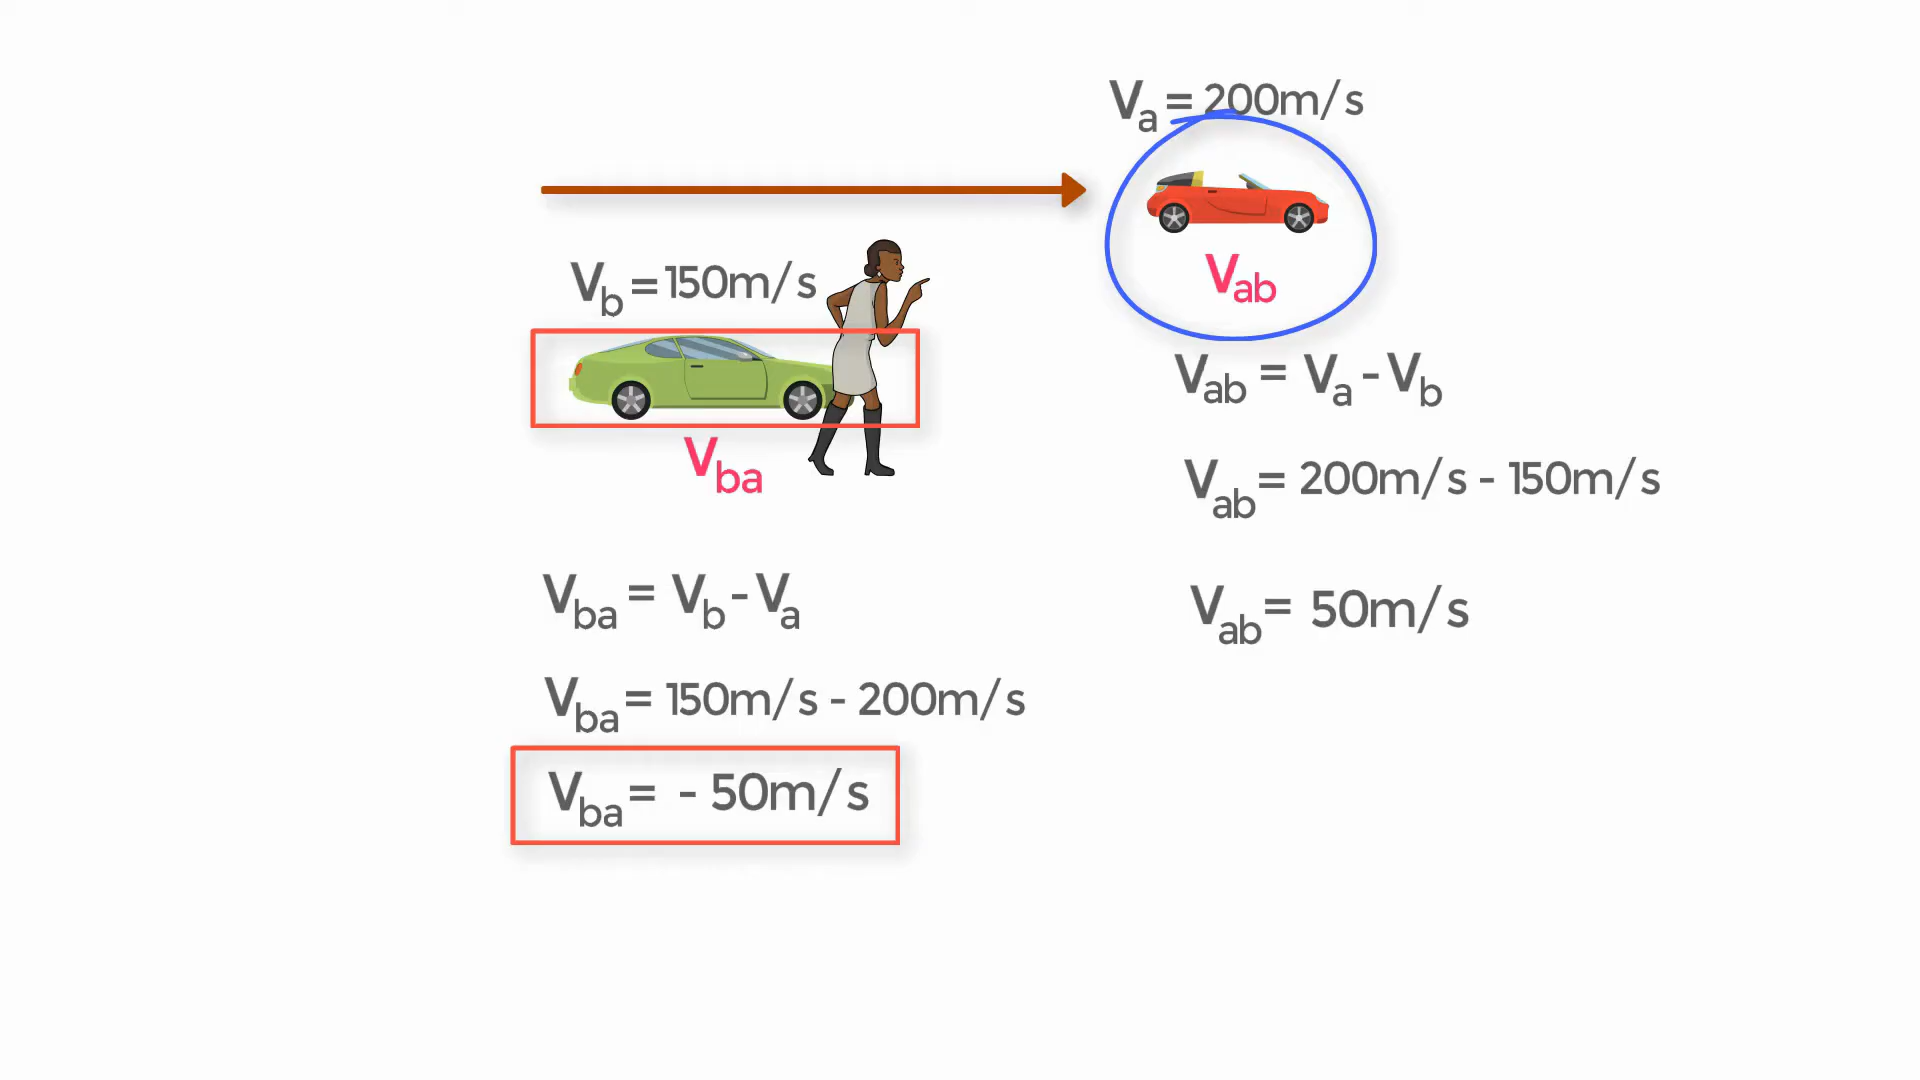 Va = 200m/s
Vb = 150m/s
Vab
Vba
Vab = Va - Vb
Vab = 200m/s - 150m/s
Vab = 50m/s
Vba = Vb - Va
Vba = 150m/s - 200m/s
Vba = - 50m/s